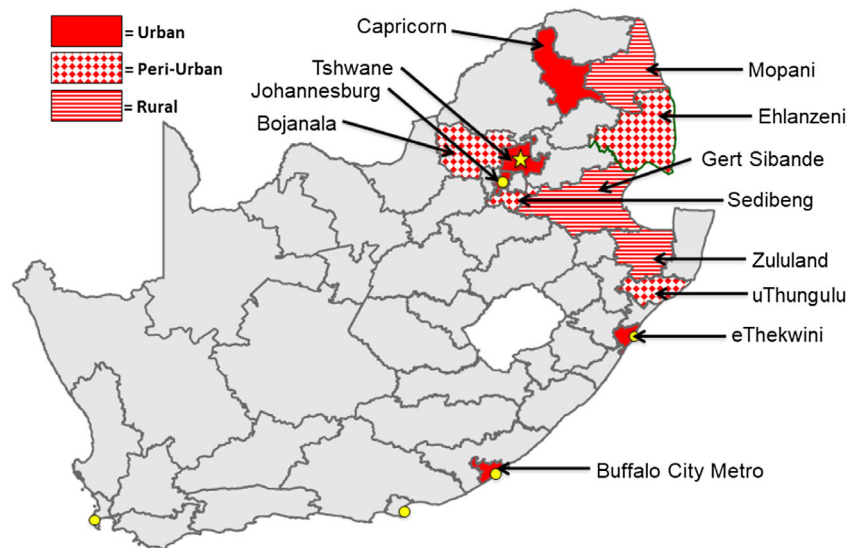 = Urban
= Peri-Urban
= Rural
Capricorn
Tshwane
Johannesburg
Bojanala
Mopani
Ehlanzeni
Gert Sibande
Sedibeng
Zululand
uThungulu
eThekwini
Buffalo City Metro